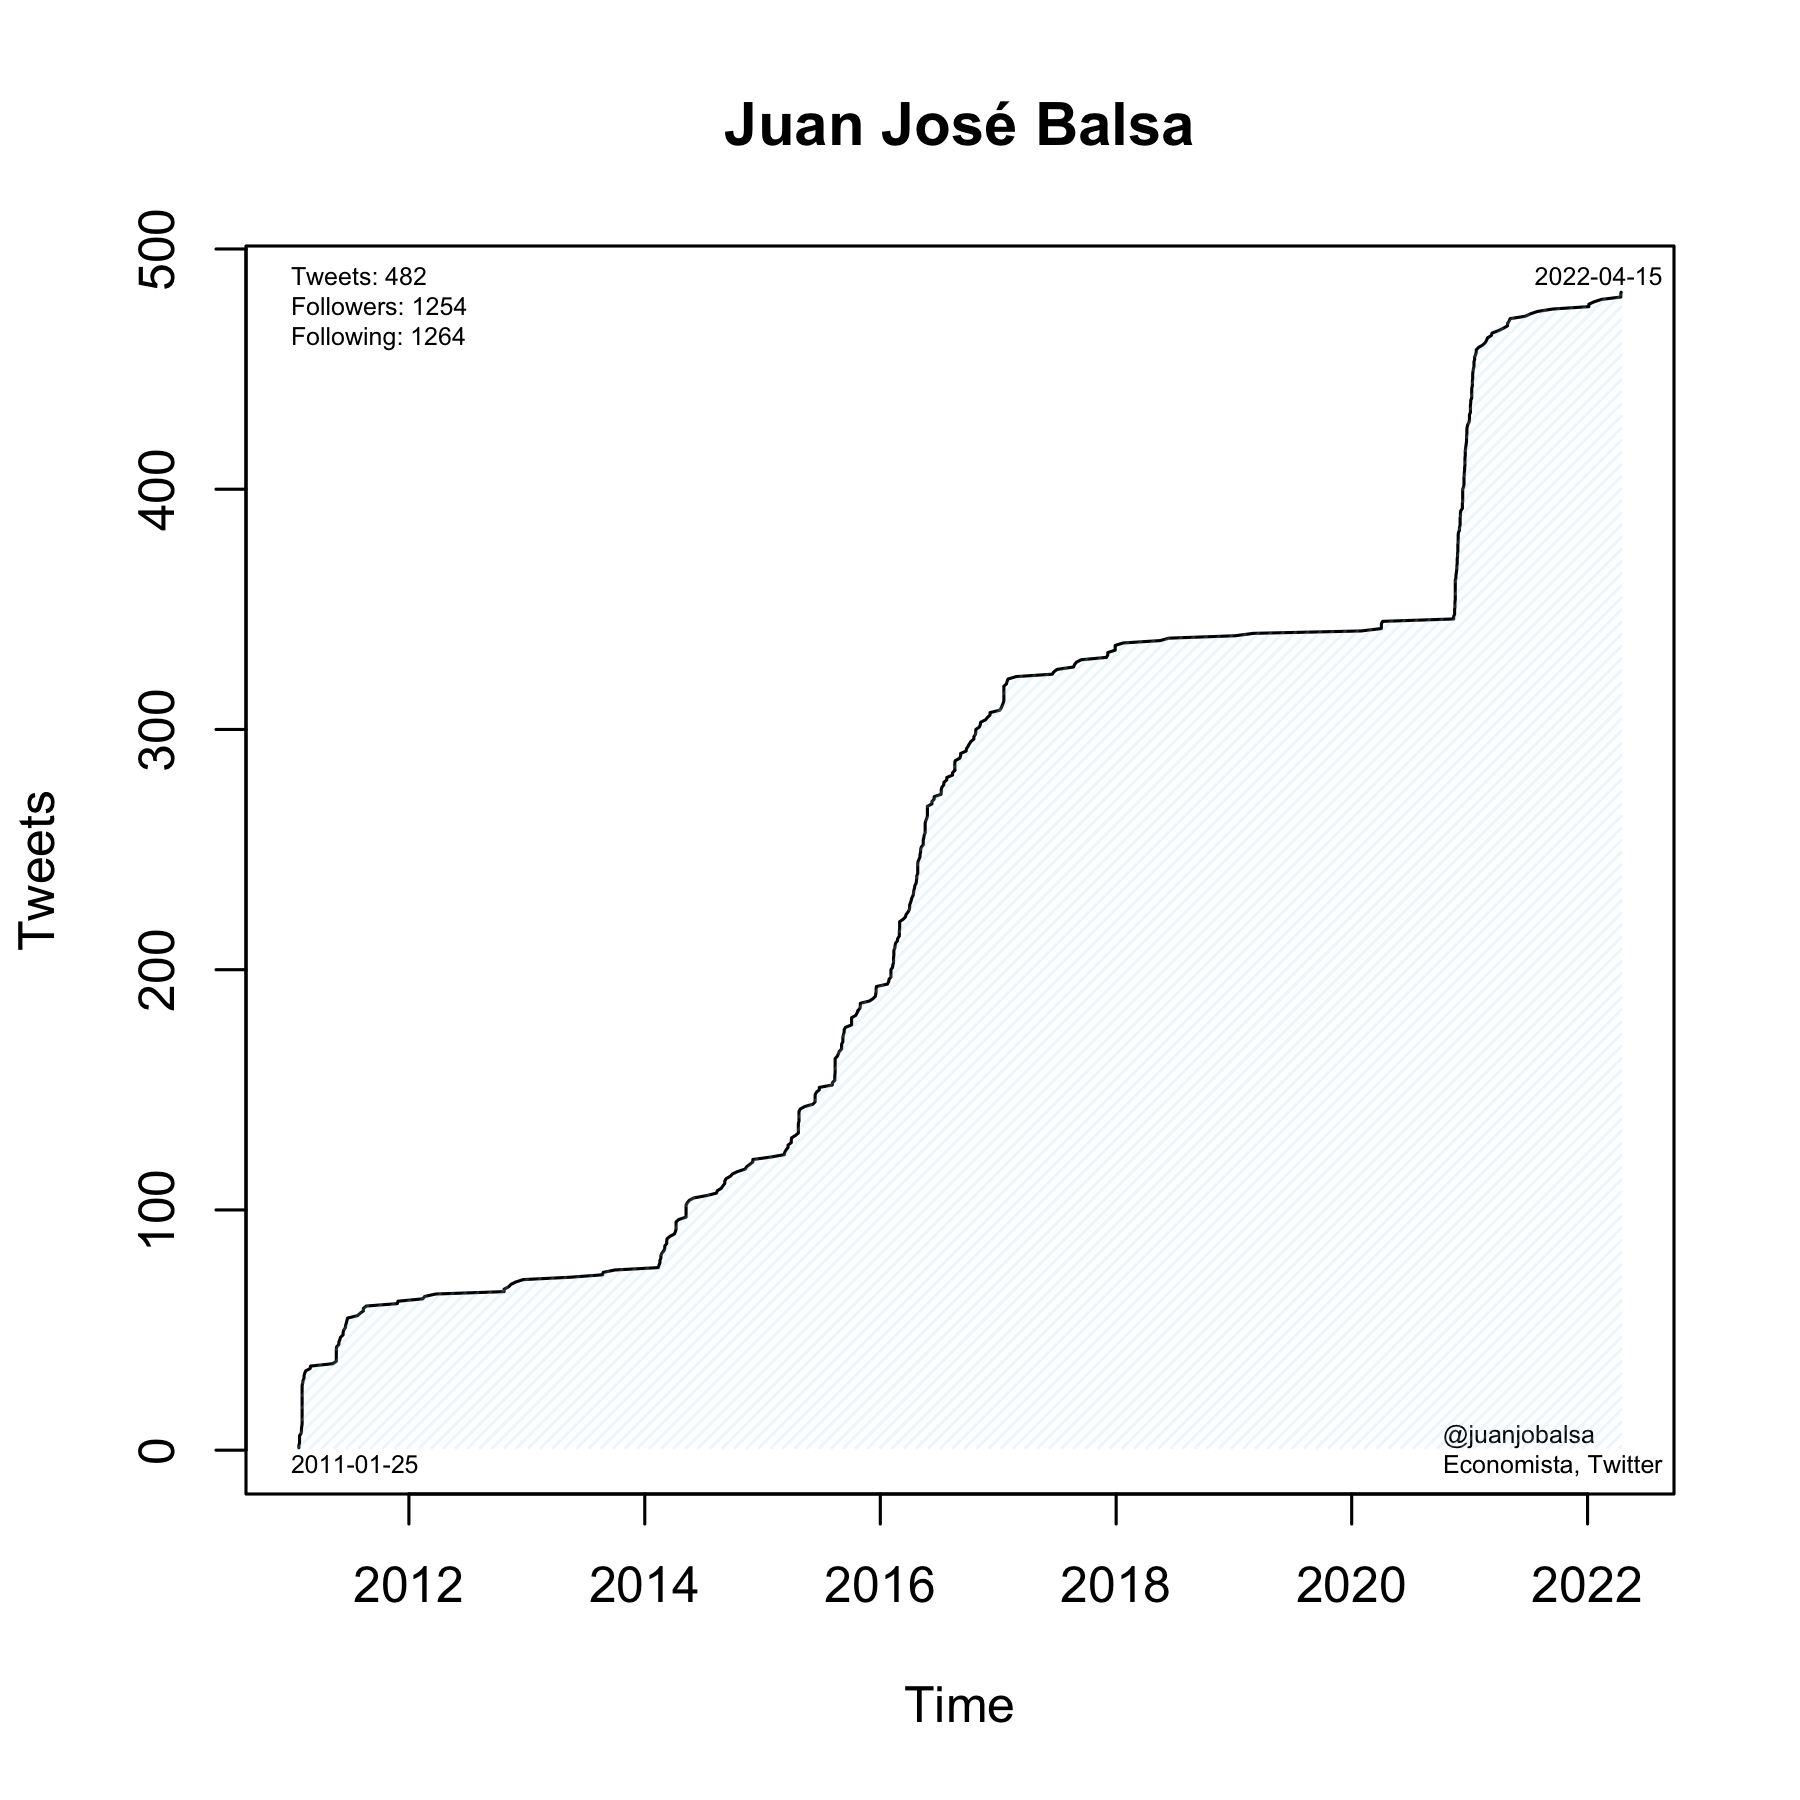 Juan José Balsa
Tweets: 482
Followers: 1254
Following: 1264
2022-04-15
500
400
300
200
100
0
Tweets
2011-01-25
@juanjobalsa
Economista, Twitter
2012 2014 2016 2018 2020 2022
Time